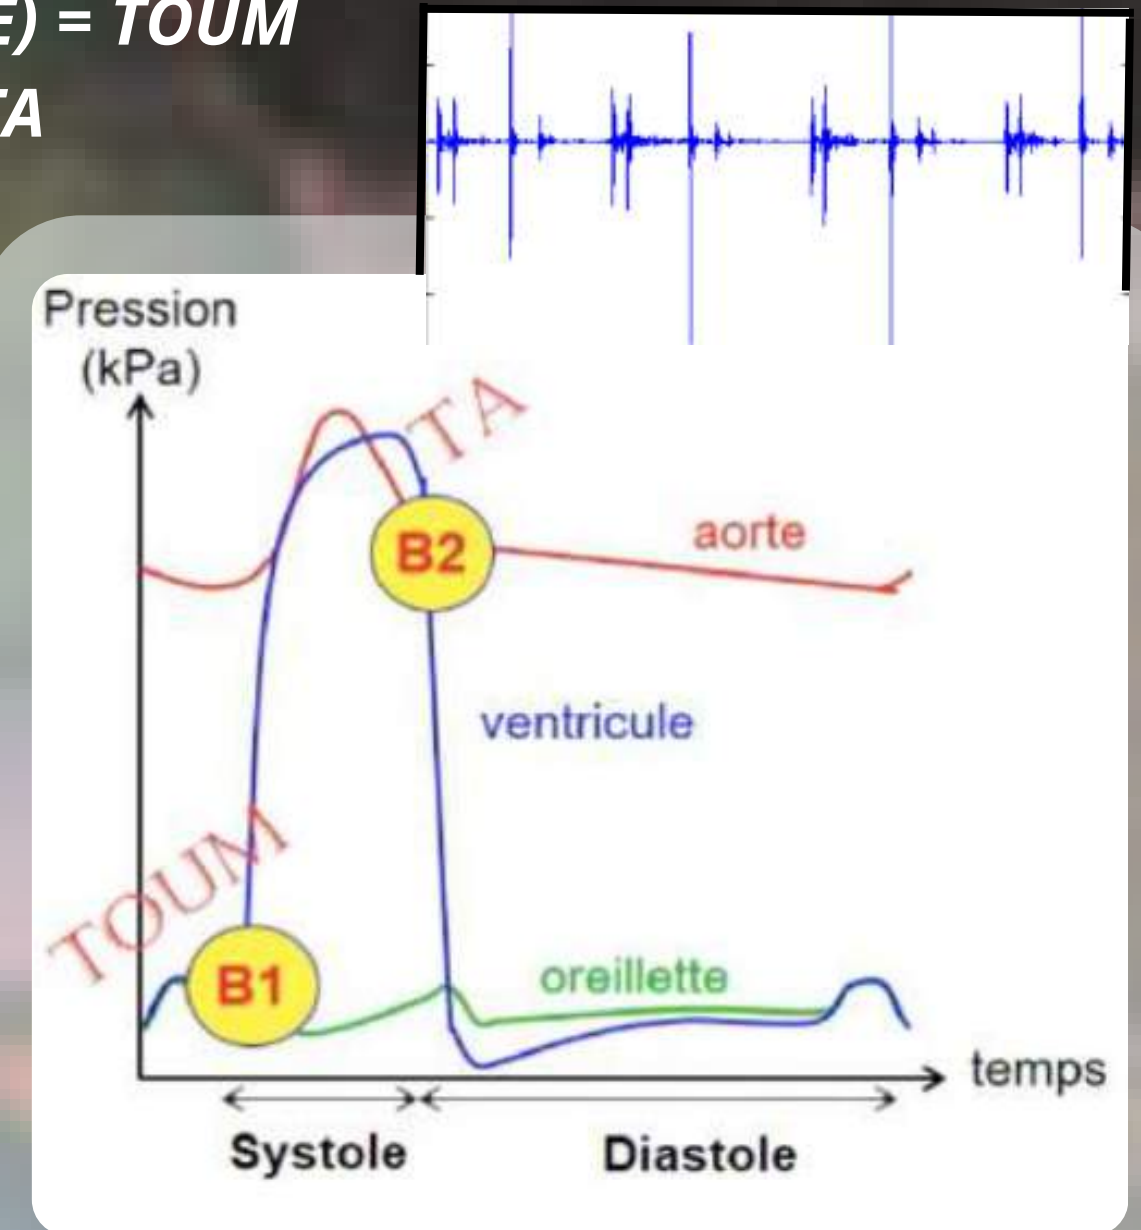 E) = TOUM
TA
Pression
(kPa)
TA
B2
aorte
ventricule
TOUM
B1
oreillette
temps
Systole
Diastole